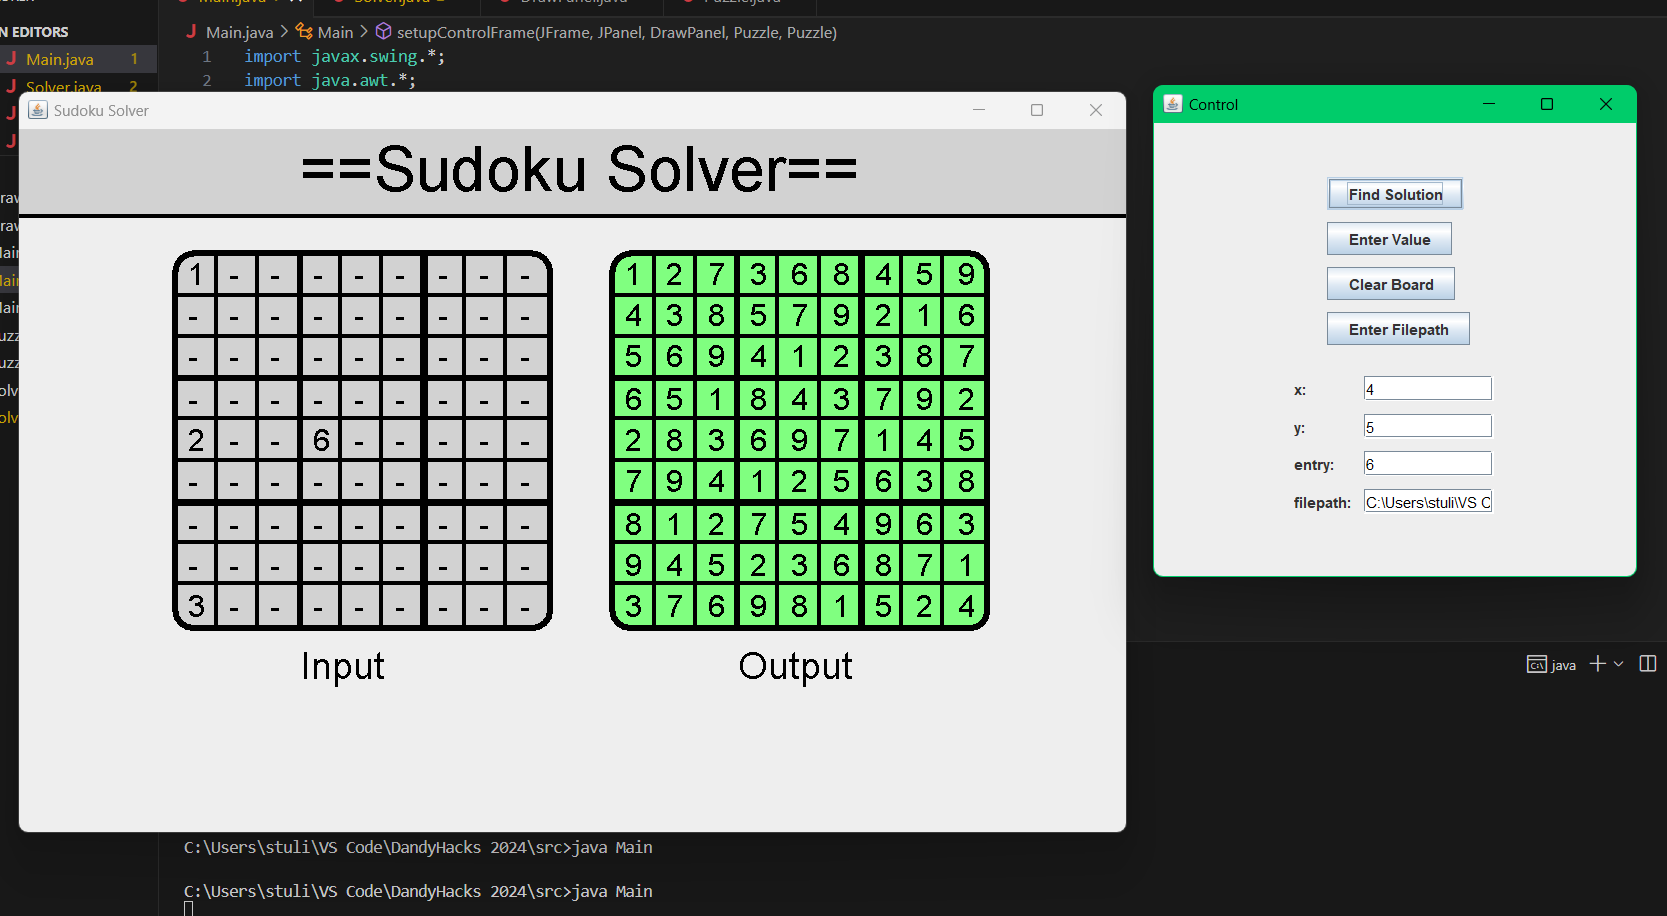 N EDITORS
J Main.java 1
J Solver.java 2
J Main.java > Main > setupControlFrame(JFrame, JPanel, DrawPanel, Puzzle, Puzzle)
1 import javax.swing.*;
2 import java.awt.*;
Sudoku Solver
==Sudoku Solver==
1 - - - - - - - -
- - - - - - - - -
- - - - - - - - -
- - - - - - - - -
2 - - 6 - - - - -
- - - - - - - - -
- - - - - - - - -
- - - - - - - - -
3 - - - - - - - -
Input
1 2 7 3 6 8 4 5 9
4 3 8 5 7 9 2 1 6
5 6 9 4 1 2 3 8 7
6 5 1 8 4 3 7 9 2
2 8 3 6 9 7 1 4 5
7 9 4 1 2 5 6 3 8
8 1 2 7 5 4 9 6 3
9 4 5 2 3 6 8 7 1
3 7 6 9 8 1 5 2 4
Output
Control
Find Solution
Enter Value
Clear Board
Enter Filepath
x: 4
y: 5
entry: 6
filepath: C:\Users\stuli\VS C
java
C:\Users\stuli\VS Code\DandyHacks 2024\src>java Main
C:\Users\stuli\VS Code\DandyHacks 2024\src>java Main